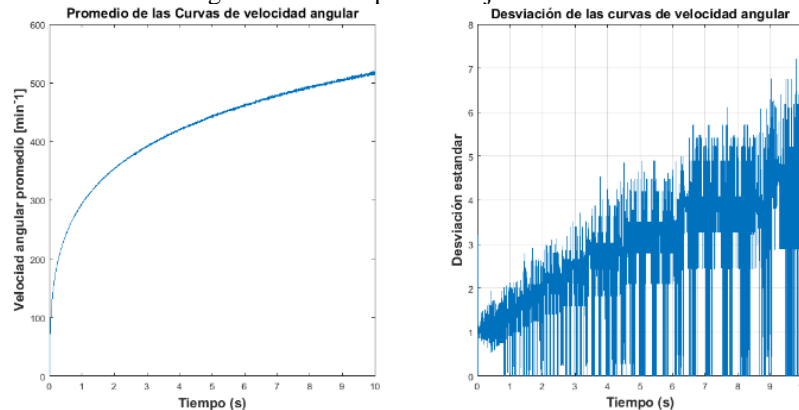 Promedio de las Curvas de velocidad angular
Velociad angular promedio [min^-1]
600
500
400
300
200
100
0
0 1 2 3 4 5 6 7 8 9 10
Tiempo (s)
Desviación de las curvas de velocidad angular
Desviación estandar
8
7
6
5
4
3
2
1
0
0 1 2 3 4 5 6 7 8 9
Tiempo (s)